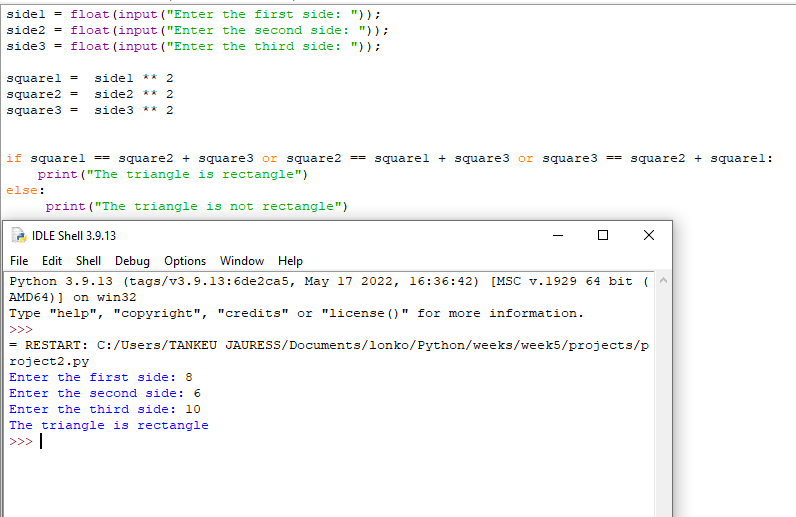 side1 = float(input("Enter the first side: "));
side2 = float(input("Enter the second side: "));
side3 = float(input("Enter the third side: "));
square1 =  side1 ** 2
square2 =  side2 ** 2
square3 =  side3 ** 2
if square1 == square2 + square3 or square2 == square1 + square3 or square3 == square2 + square1:
    print("The triangle is rectangle")
else:
     print("The triangle is not rectangle")
IDLE Shell 3.9.13
File Edit Shell Debug Options Window Help
Python 3.9.13 (tags/v3.9.13:6de2ca5, May 17 2022, 16:36:42) [MSC v.1929 64 bit (
AMD64)] on win32
Type "help", "copyright", "credits" or "license()" for more information.
>>>
= RESTART: C:/Users/TANKEU JAURESS/Documents/lonko/Python/weeks/week5/projects/p
roject2.py
Enter the first side: 8
Enter the second side: 6
Enter the third side: 10
The triangle is rectangle
>>>